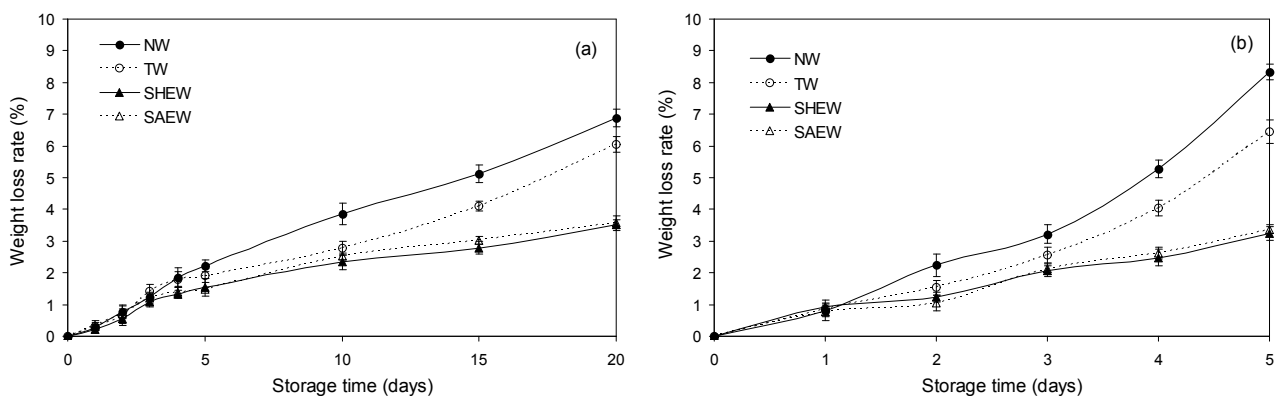 (a)
NW
TW
SHEW
SAEW
Weight loss rate (%)
10
9
8
7
6
5
4
3
2
1
0
0 5 10 15 20
Storage time (days)
(b)
NW
TW
SHEW
SAEW
Weight loss rate (%)
10
9
8
7
6
5
4
3
2
1
0
0 1 2 3 4 5
Storage time (days)